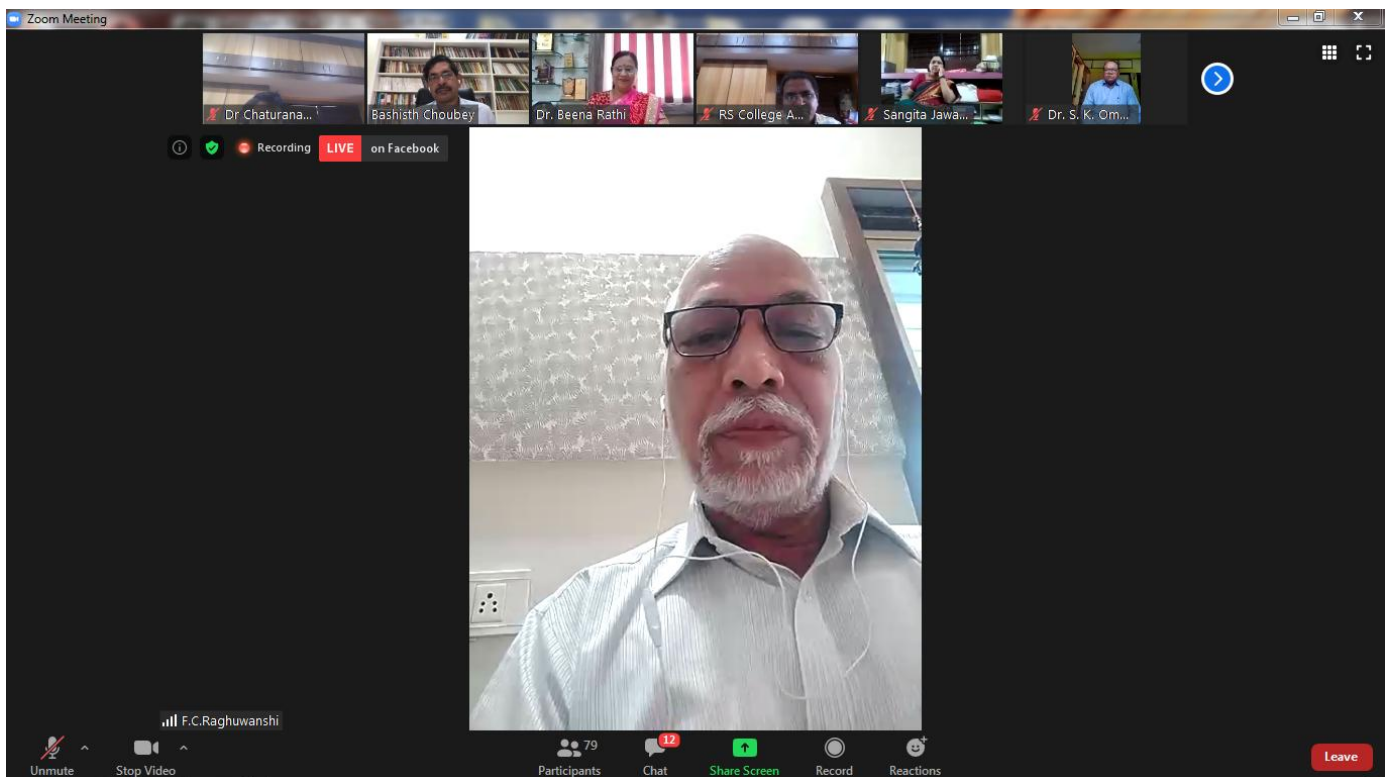 Zoom Meeting
Dr Chaturana...
Bashisth Choubey
Dr. Beena Rathi
RS College A...
Sangita Jawa...
Dr. S. K. Om...
Recording LIVE on Facebook
F.C.Raghuwanshi
79
12
Unmute
Stop Video
Participants
Chat
Share Screen
Record
Reactions
Leave